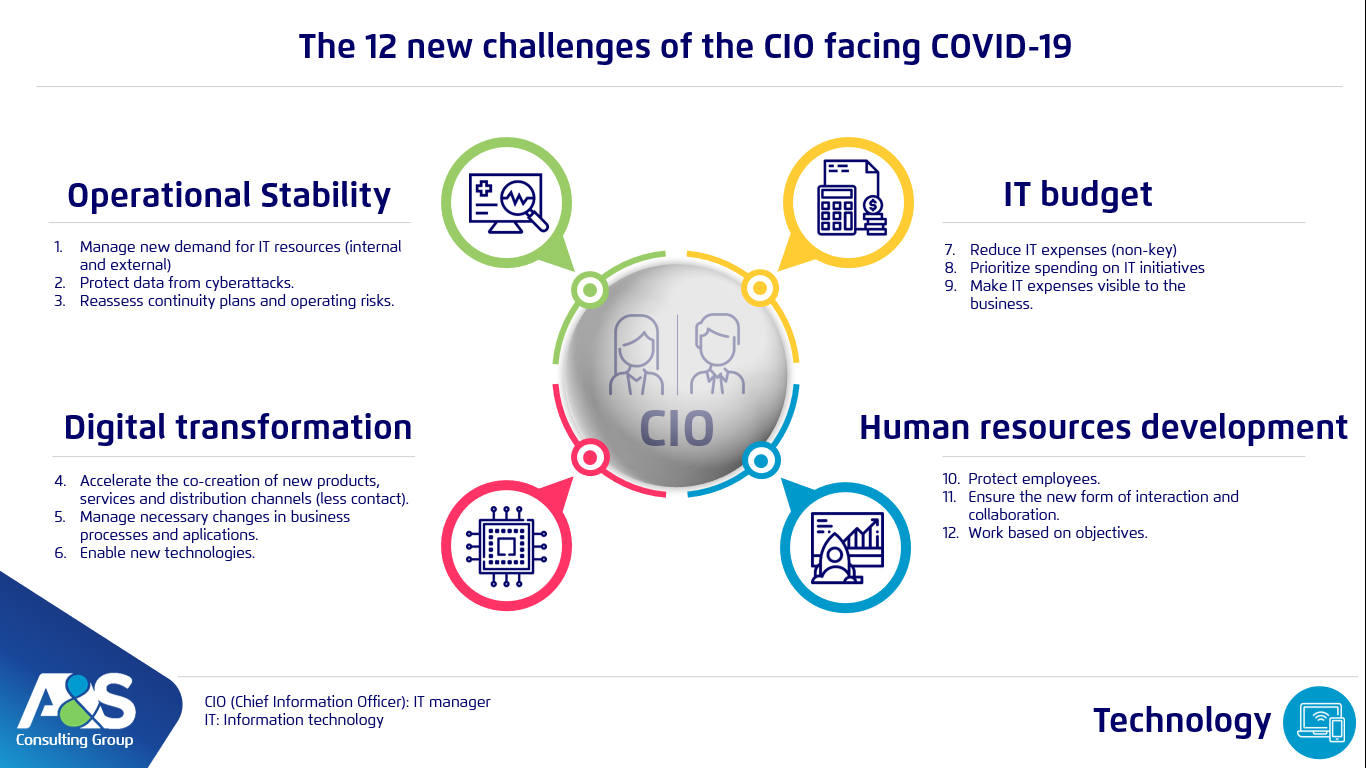 The 12 new challenges of the CIO facing COVID-19
Operational Stability
1. Manage new demand for IT resources (internal
and external)
2. Protect data from cyberattacks.
3. Reassess continuity plans and operating risks.
IT budget
7. Reduce IT expenses (non-key)
8. Prioritize spending on IT initiatives
9. Make IT expenses visible to the
business.
CIO
Digital transformation
4. Accelerate the co-creation of new products,
services and distribution channels (less contact).
5. Manage necessary changes in business
processes and aplications.
6. Enable new technologies.
Human resources development
10. Protect employees.
11. Ensure the new form of interaction and
collaboration.
12. Work based on objectives.
A&S
Consulting Group
CIO (Chief Information Officer): IT manager
IT: Information technology
Technology